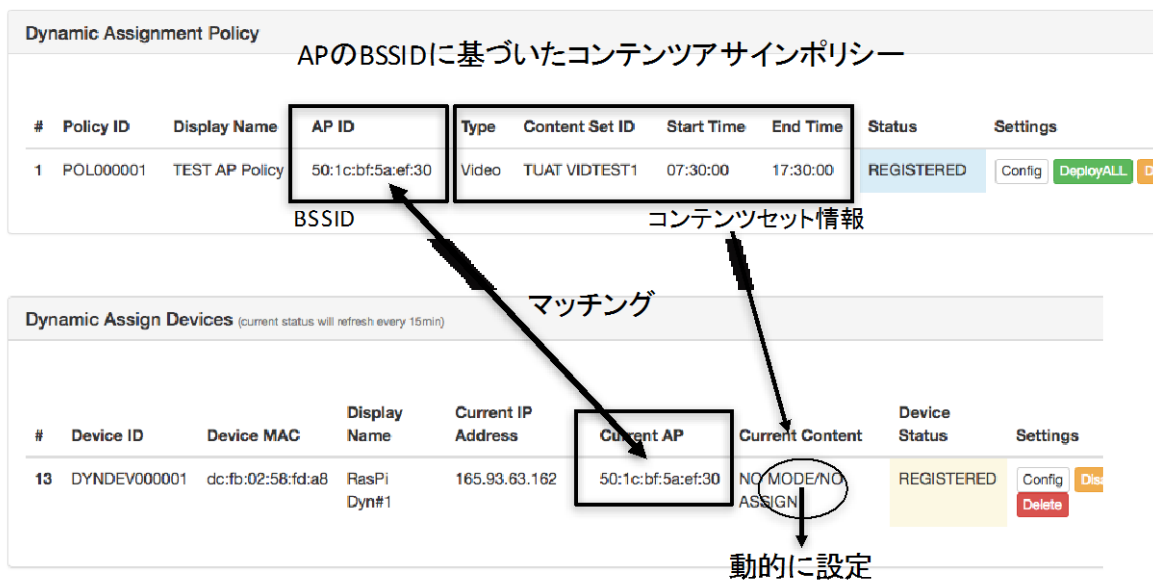 Dynamic Assignment Policy
APのBSSIDに基づいたコンテンツアサインポリシー
# Policy ID Display Name AP ID Type Content Set ID Start Time End Time Status Settings
1 POL000001 TEST AP Policy 50:1c:bf:5a:ef:30 Video TUAT VIDTEST1 07:30:00 17:30:00 REGISTERED Config DeployALL D
BSSID
コンテンツセット情報
マッチング
Dynamic Assign Devices (current status will refresh every 15min)
# Device ID Device MAC Display Name Current IP Address Current AP Current Content Device Status Settings
13 DYNDEV000001 dc:fb:02:58:fd:a8 RasPi Dyn#1 165.93.63.162 50:1c:bf:5a:ef:30 NO MODE/NO ASSIGN REGISTERED Config Disa
Delete
動的に設定